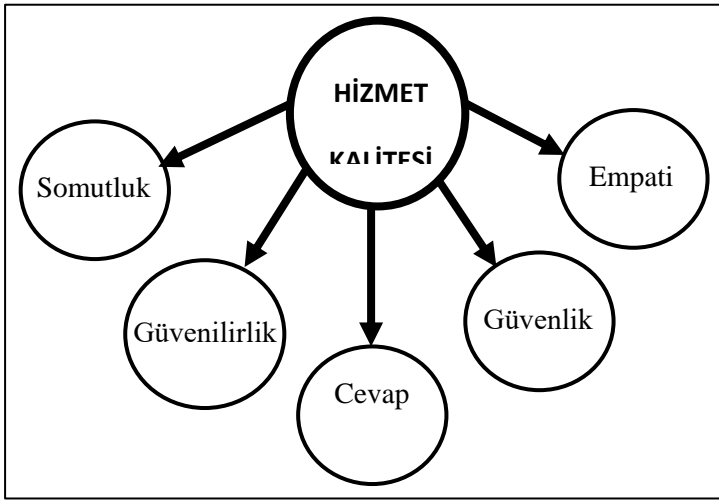 HİZMET
KALİTESİ
Somutluk
Empati
Güvenilirlik
Güvenlik
Cevap